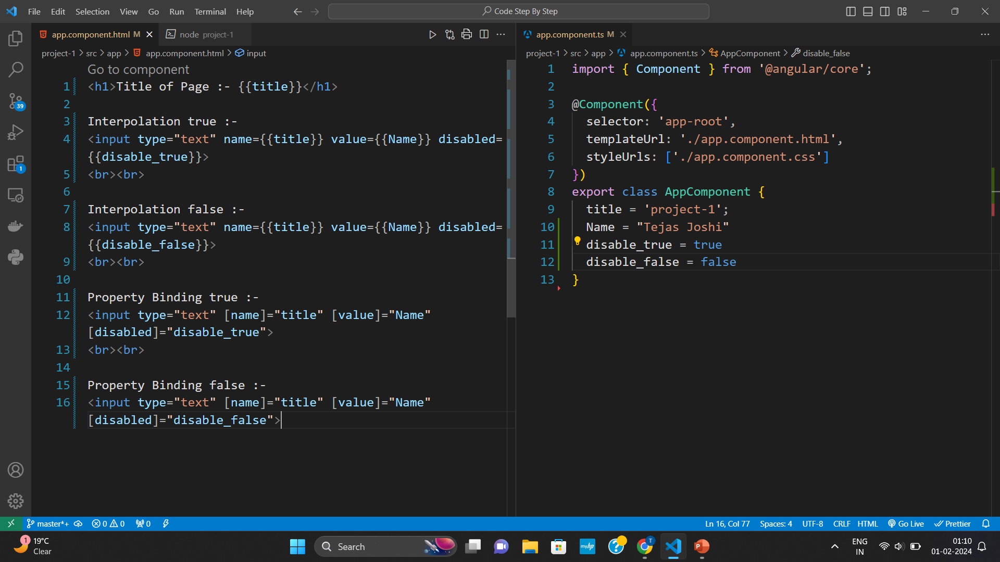 File Edit Selection View Go Run Terminal Help
Code Step By Step
app.component.html M
node project-1
project-1 > src > app > app.component.html > input
Go to component
1 <h1>Title of Page :- {{title}}</h1>
2
3 Interpolation true :-
4 <input type="text" name={{title}} value={{Name}} disabled=
{{disable_true}}>
5 <br><br>
6
7 Interpolation false :-
8 <input type="text" name={{title}} value={{Name}} disabled=
{{disable_false}}>
9 <br><br>
10
11 Property Binding true :-
12 <input type="text" [name]="title" [value]="Name"
[disabled]="disable_true">
13 <br><br>
14
15 Property Binding false :-
16 <input type="text" [name]="title" [value]="Name"
[disabled]="disable_false">
app.component.ts M
project-1 > src > app > app.component.ts > AppComponent > disable_false
1 import { Component } from '@angular/core';
2
3 @Component({
4 selector: 'app-root',
5 templateUrl: './app.component.html',
6 styleUrls: ['./app.component.css']
7 })
8 export class AppComponent {
9 title = 'project-1';
10 Name = "Tejas Joshi"
11 disable_true = true
12 disable_false = false
13 }
39
1
master*+ 0 0 0
Ln 16, Col 77 Spaces: 4 UTF-8 CRLF HTML Go Live Prettier
1
19°C
Clear
Search
myhp
T
P
ENG
IN
01:10
01-02-2024